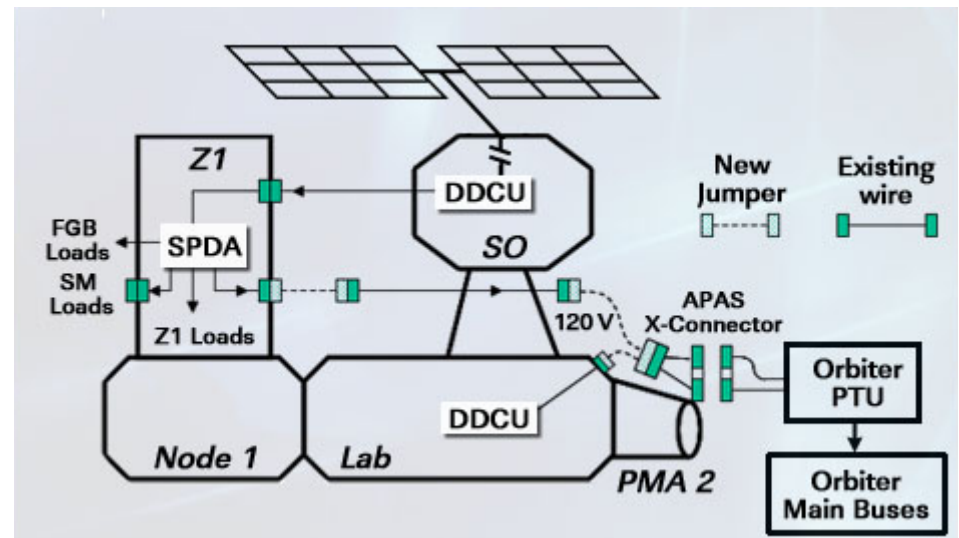 Z1
DDCU
SO
New
Jumper
Existing
wire
FGB
Loads
SPDA
SM
Loads
Z1 Loads
120 V
APAS
X-Connector
Orbiter
PTU
DDCU
Node 1
Lab
PMA 2
Orbiter
Main Buses